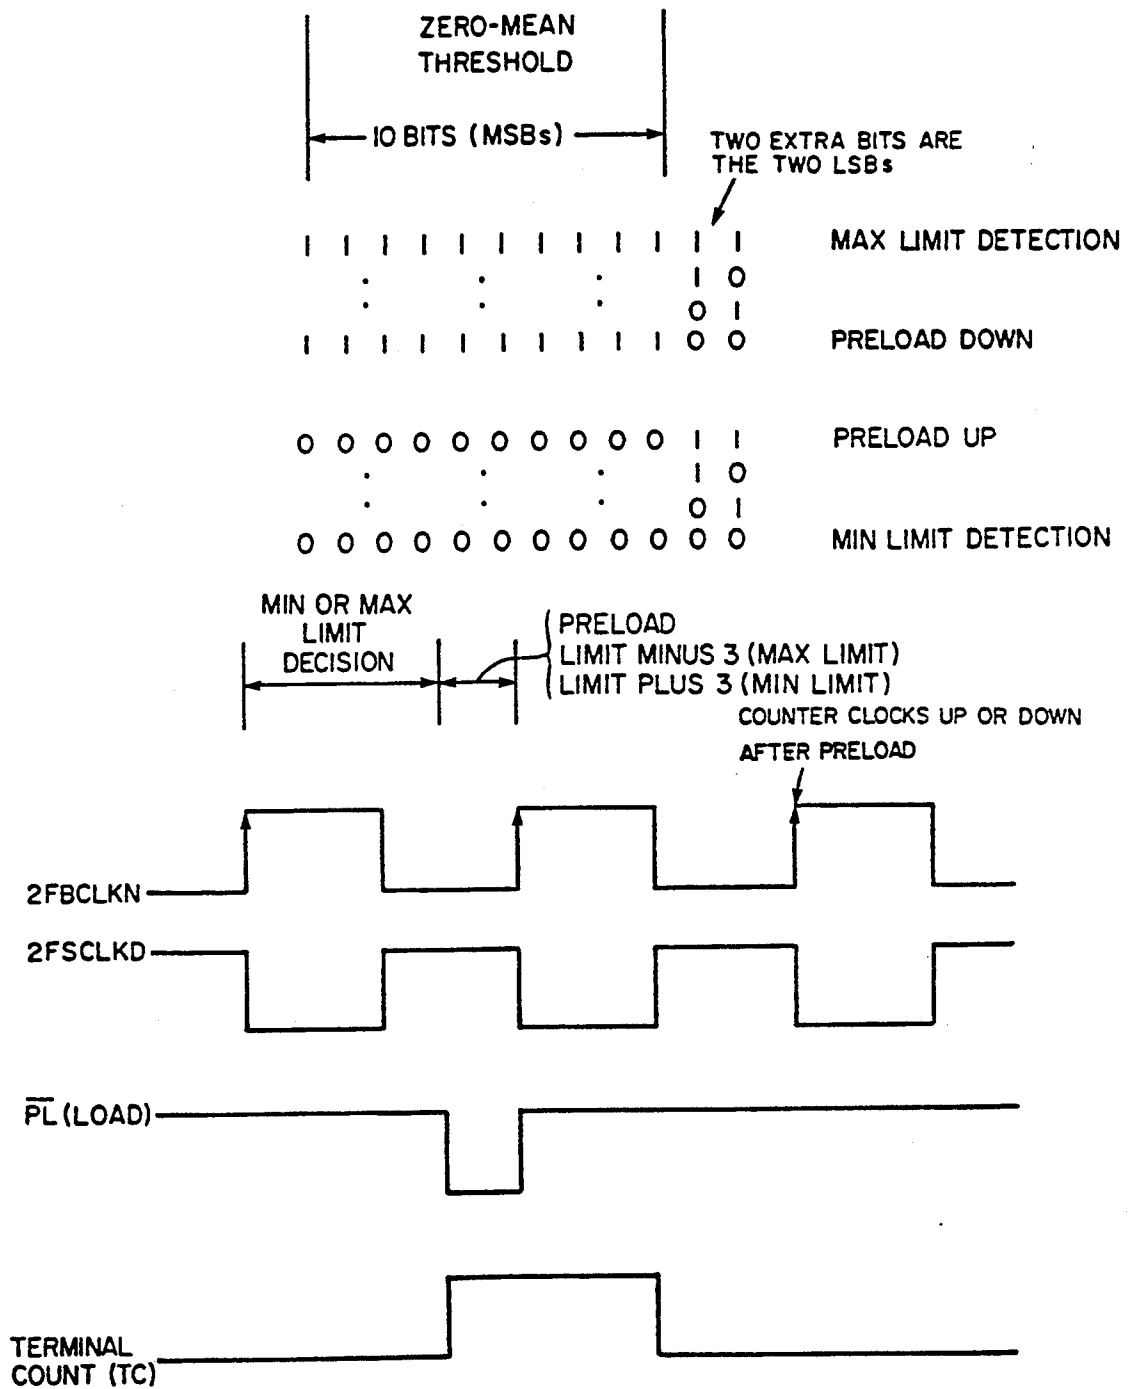 ZERO-MEAN
THRESHOLD
10 BITS (MSBs)
TWO EXTRA BITS ARE
THE TWO LSBs
1 1 1 1 1 1 1 1 1 1 1 1 MAX LIMIT DETECTION
1 0
0 1
1 1 1 1 1 1 1 1 1 1 0 0 PRELOAD DOWN
0 0 0 0 0 0 0 0 0 0 1 1 PRELOAD UP
1 0
0 1
0 0 0 0 0 0 0 0 0 0 0 0 MIN LIMIT DETECTION
MIN OR MAX
LIMIT
DECISION
PRELOAD
LIMIT MINUS 3 (MAX LIMIT)
LIMIT PLUS 3 (MIN LIMIT)
COUNTER CLOCKS UP OR DOWN
AFTER PRELOAD
2FBCLKN
2FSCLKD
P̅L̅ (LOAD)
TERMINAL
COUNT (TC)